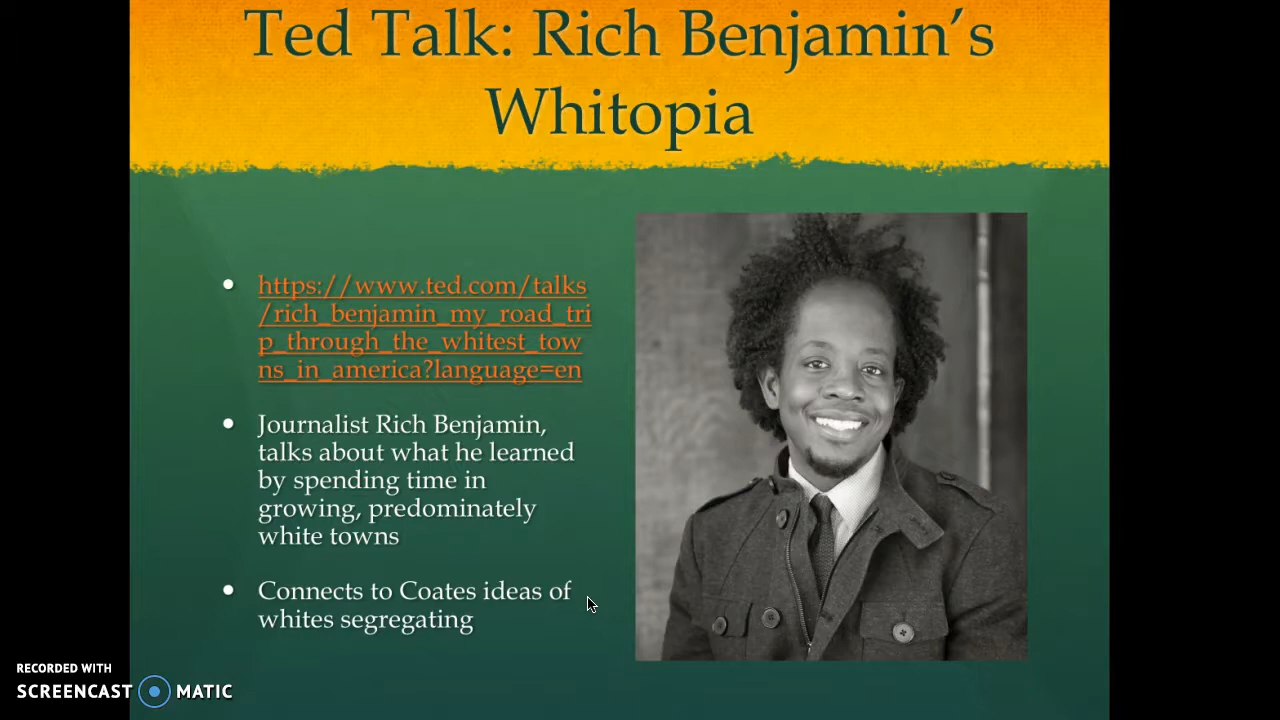 Ted Talk: Rich Benjamin’s
Whitopia
https://www.ted.com/talks
/rich_benjamin_my_road_tri
p_through_the_whitest_tow
ns_in_america?language=en
Journalist Rich Benjamin,
talks about what he learned
by spending time in
growing, predominately
white towns
Connects to Coates ideas of
whites segregating
RECORDED WITH
SCREENCAST MATIC